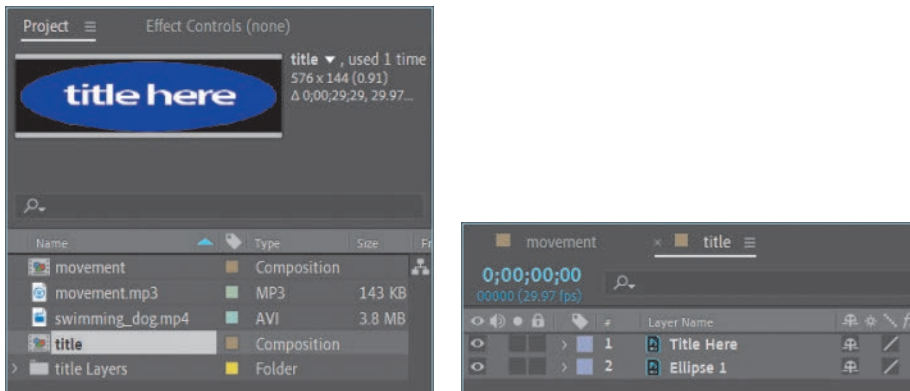 Project Effect Controls (none)
title , used 1 time
576 x 144 (0.91)
Δ 0;00;29;29, 29.97...
title here
Name Type Size Fr
movement Composition
movement.mp3 MP3 143 KB
swimming_dog.mp4 AVI 3.8 MB
title Composition
title Layers Folder
movement × title
0;00;00;00
00000 (29.97 fps)
# Layer Name
1 Title Here
2 Ellipse 1